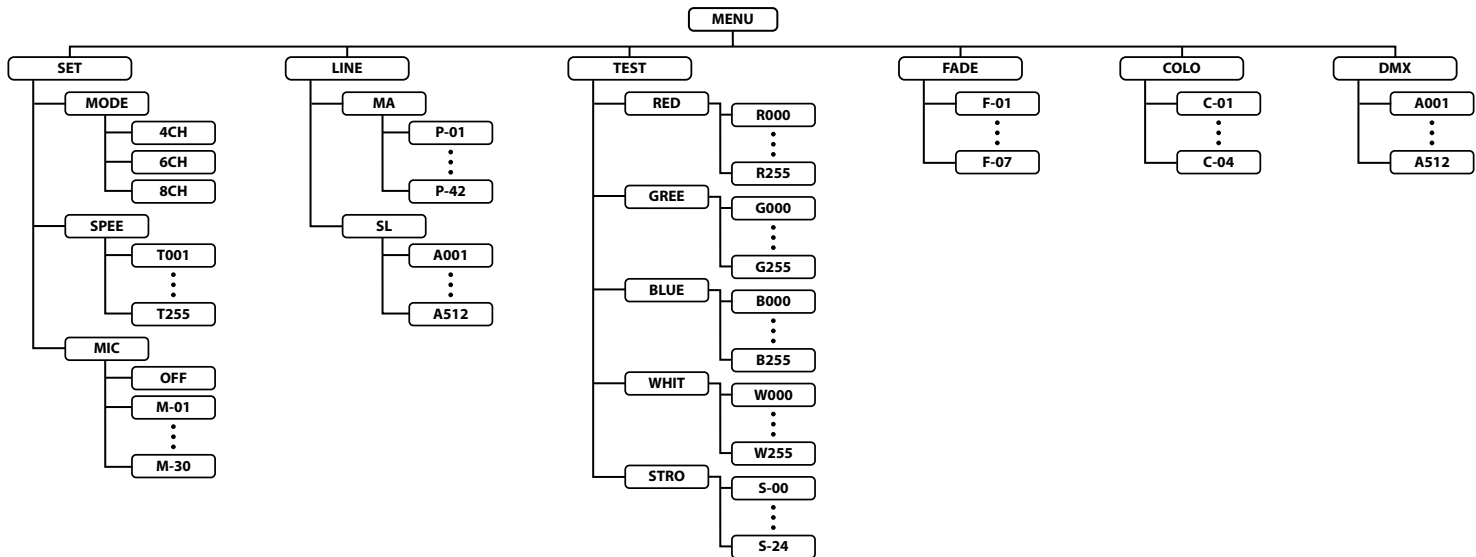 MENU
SET
MODE
4CH
6CH
8CH
SPEE
T001
T255
MIC
OFF
M-01
M-30
LINE
MA
P-01
P-42
SL
A001
A512
TEST
RED
R000
R255
GREE
G000
G255
BLUE
B000
B255
WHIT
W000
W255
STRO
S-00
S-24
FADE
F-01
F-07
COLO
C-01
C-04
DMX
A001
A512